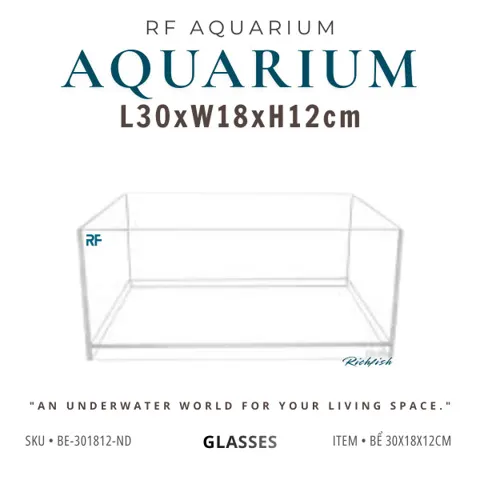 RF AQUARIUM
AQUARIUM
L30xW18xH12cm
RF
Richfish
"AN UNDERWATER WORLD FOR YOUR LIVING SPACE."
SKU • BE-301812-ND
GLASSES
ITEM • BỂ 30X18X12CM